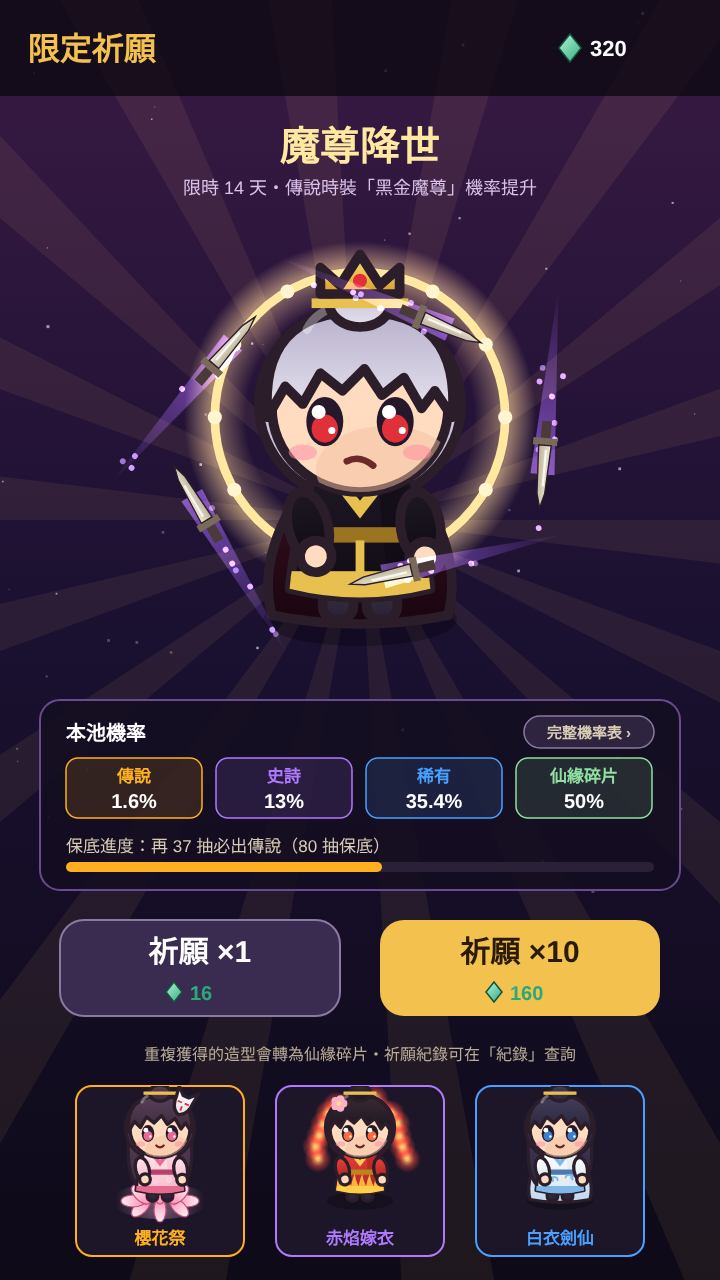 限定祈願
320
魔尊降世
限時 14 天・傳說時裝「黑金魔尊」機率提升
本池機率
完整機率表 ›
傳說 史詩 稀有 仙緣碎片
1.6% 13% 35.4% 50%
保底進度：再 37 抽必出傳說（80 抽保底）
祈願 ×1
16
祈願 ×10
160
重複獲得的造型會轉為仙緣碎片・祈願紀錄可在「紀錄」查詢
櫻花祭 赤焰嫁衣 白衣劍仙